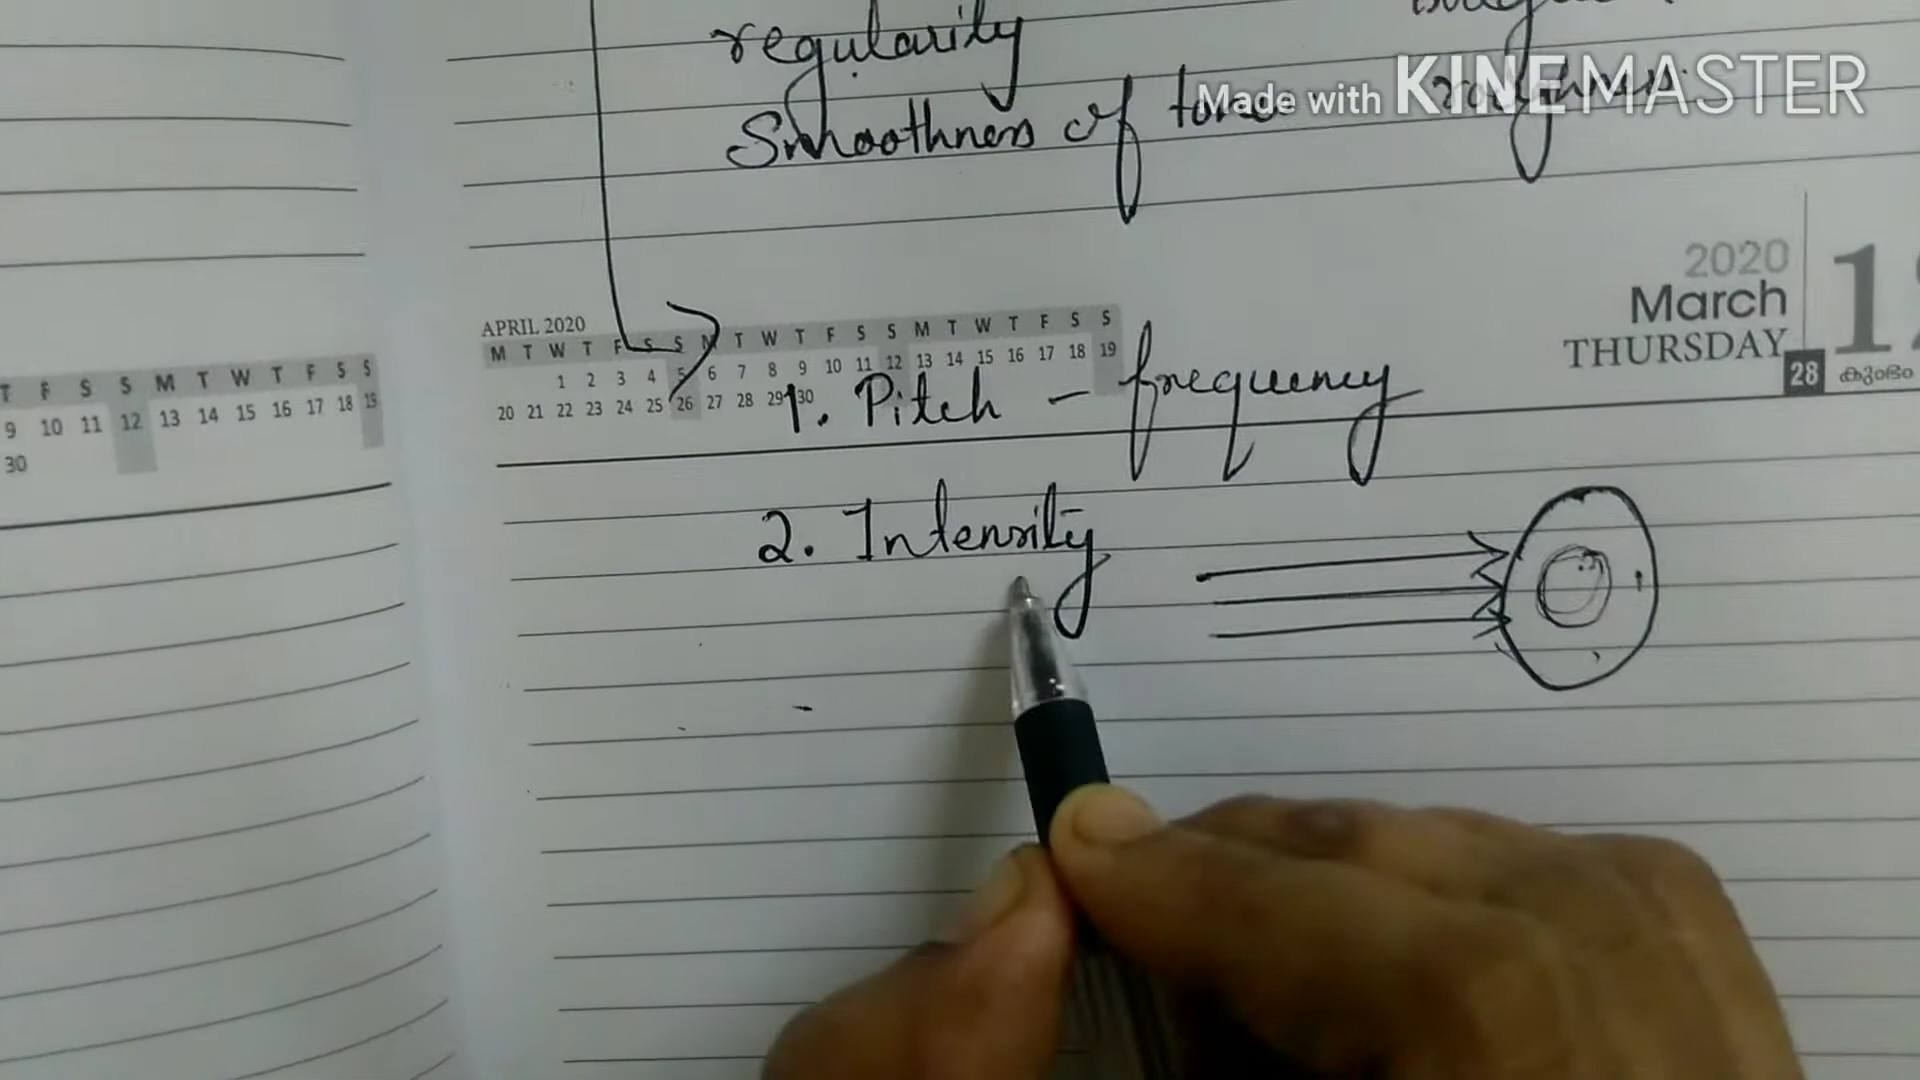 regularity
Smoothness of tone
Made with KINEMASTER
2020
March
THURSDAY
28
APRIL 2020
M T W T F S S M T W T F S S M T W T F S S
1 2 3 4 5 6 7 8 9 10 11 12 13 14 15 16 17 18 19
20 21 22 23 24 25 26 27 28 29 30
T F S S M T W T F S S
9 10 11 12 13 14 15 16 17 18 19
30
1. Pitch - frequency
2. Intensity